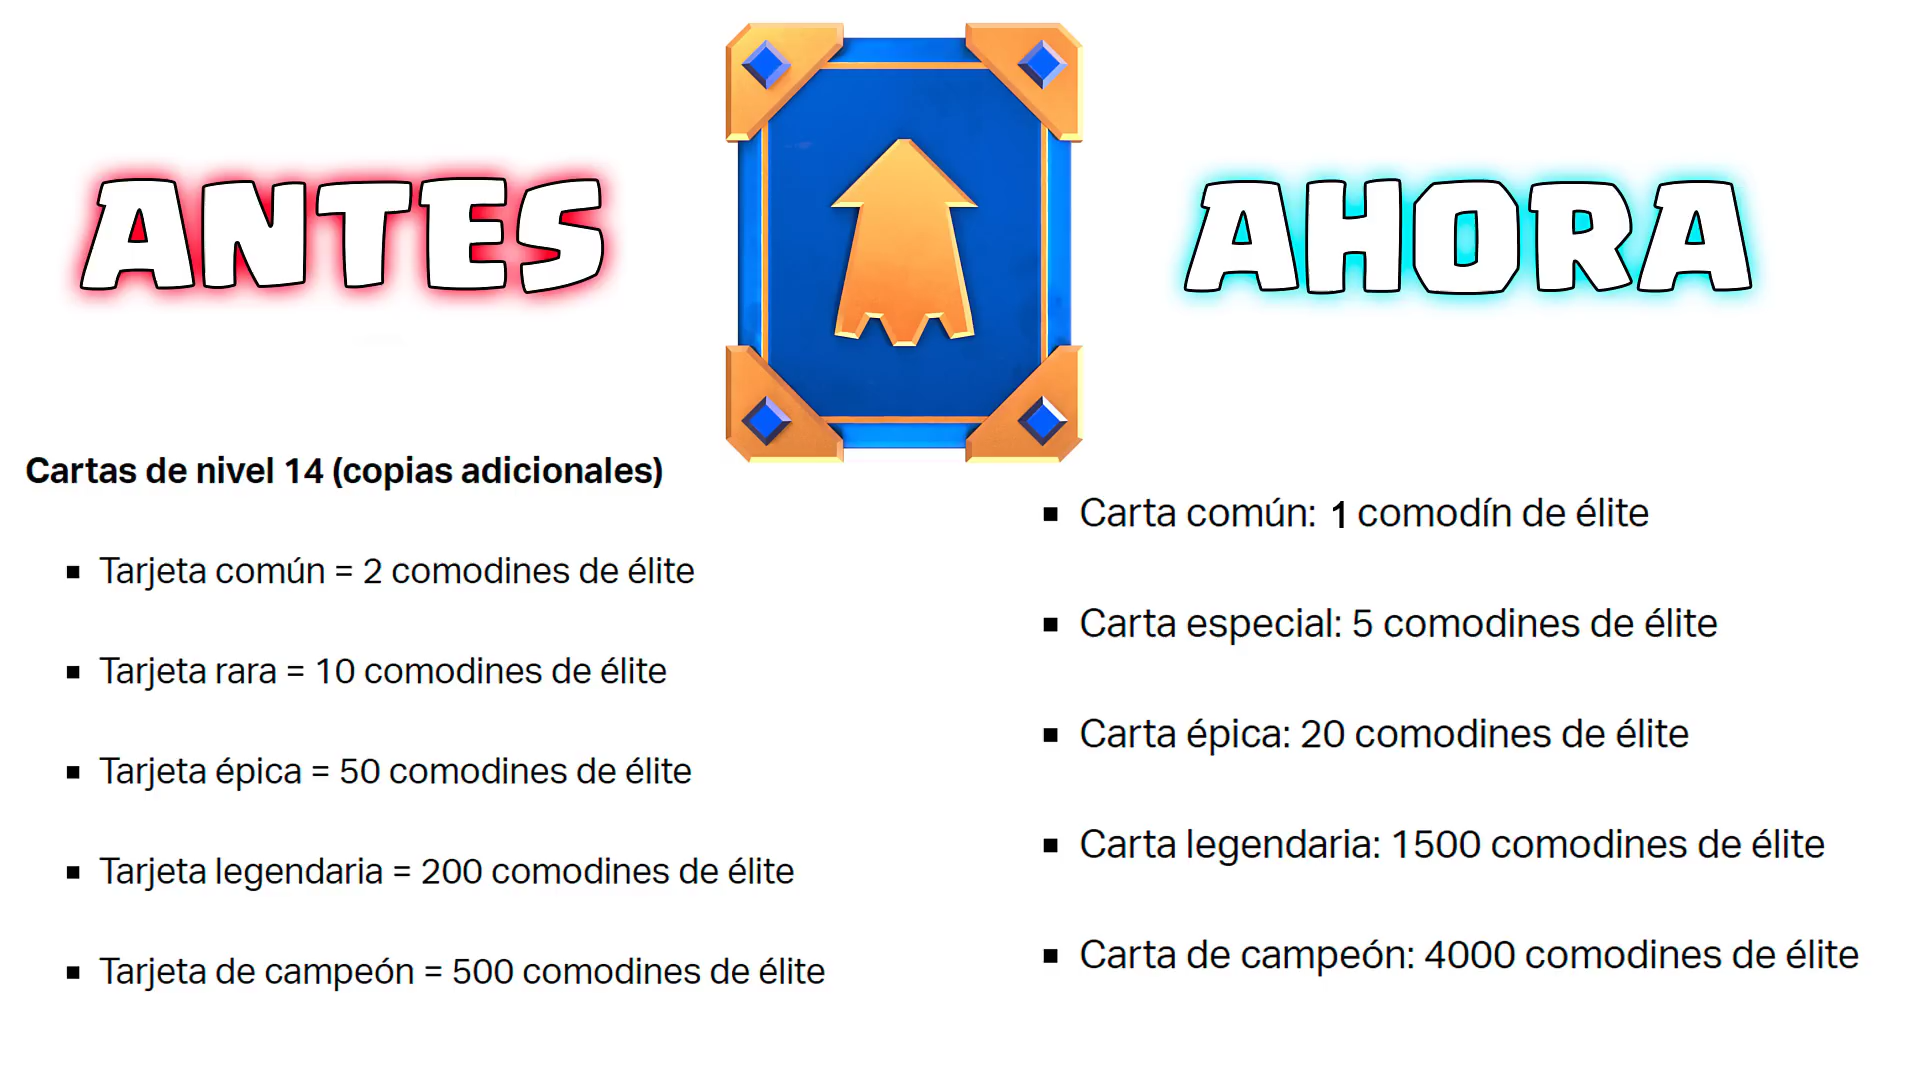 ANTES
Cartas de nivel 14 (copias adicionales)
Tarjeta común = 2 comodines de élite
Tarjeta rara = 10 comodines de élite
Tarjeta épica = 50 comodines de élite
Tarjeta legendaria = 200 comodines de élite
Tarjeta de campeón = 500 comodines de élite
AHORA
Carta común: 1 comodín de élite
Carta especial: 5 comodines de élite
Carta épica: 20 comodines de élite
Carta legendaria: 1500 comodines de élite
Carta de campeón: 4000 comodines de élite